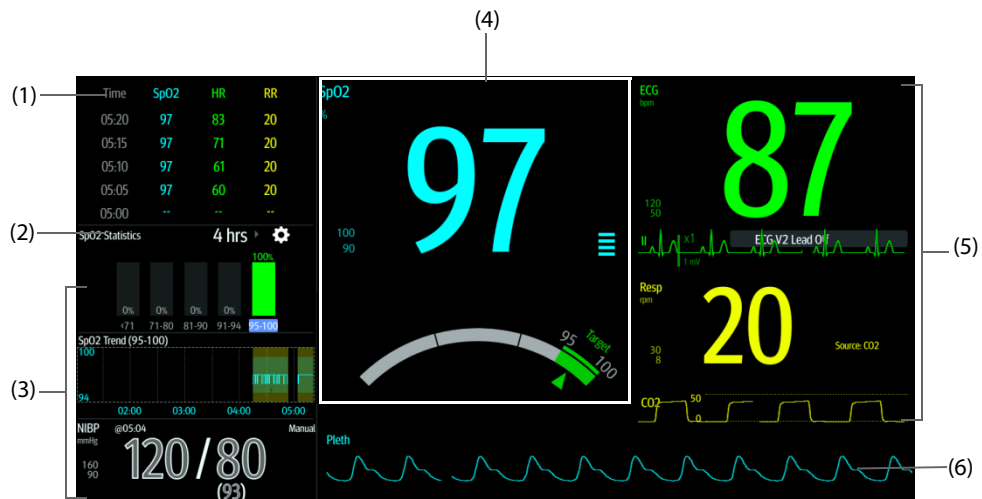 (4)
(1)
Time SpO2 HR RR
05:20 97 83 20
05:15 97 71 20
05:10 97 61 20
05:05 97 60 20
05:00 -- -- --
(2)
SpO2 Statistics 4 hrs
100%
0% 0% 0% 0%
<71 71-80 81-90 91-94 95-100
(3)
SpO2 Trend (95-100)
100
94
02:00 03:00 04:00 05:00
NIBP @05:04 Manual
mmHg
160
90
120/80
(93)
SpO2
%
97
100
90
95 Target 100
Pleth
ECG
bpm
87
120
50
II x1 ECG V2 Lead Off
1 mV
(5)
Resp
rpm
20
30
8
Source: CO2
CO2 50
0
(6)